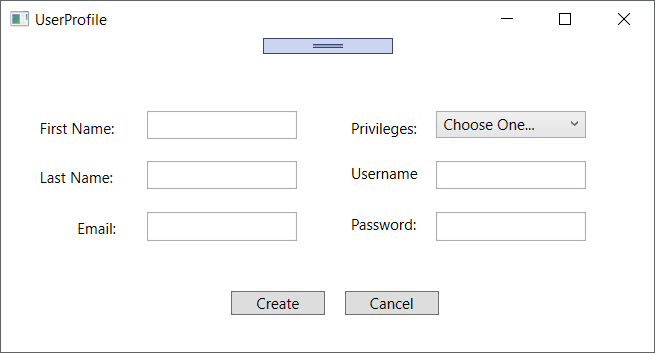 UserProfile
First Name:
Privileges:
Choose One...
Last Name:
Username
Email:
Password:
Create
Cancel